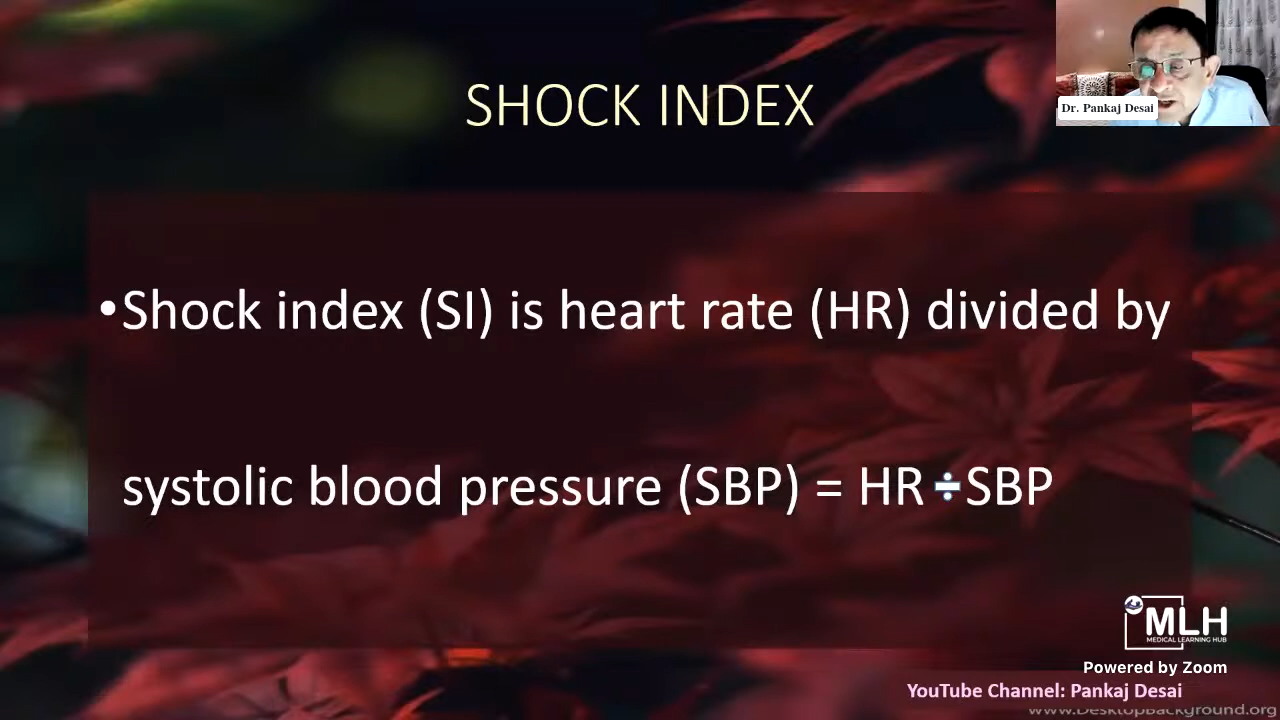 SHOCK INDEX
Dr. Pankaj Desai
•Shock index (SI) is heart rate (HR) divided by
systolic blood pressure (SBP) = HR ÷ SBP
MLH
MEDICAL LEARNING HUB
Powered by Zoom
YouTube Channel: Pankaj Desai
www.DesktopBackground.org